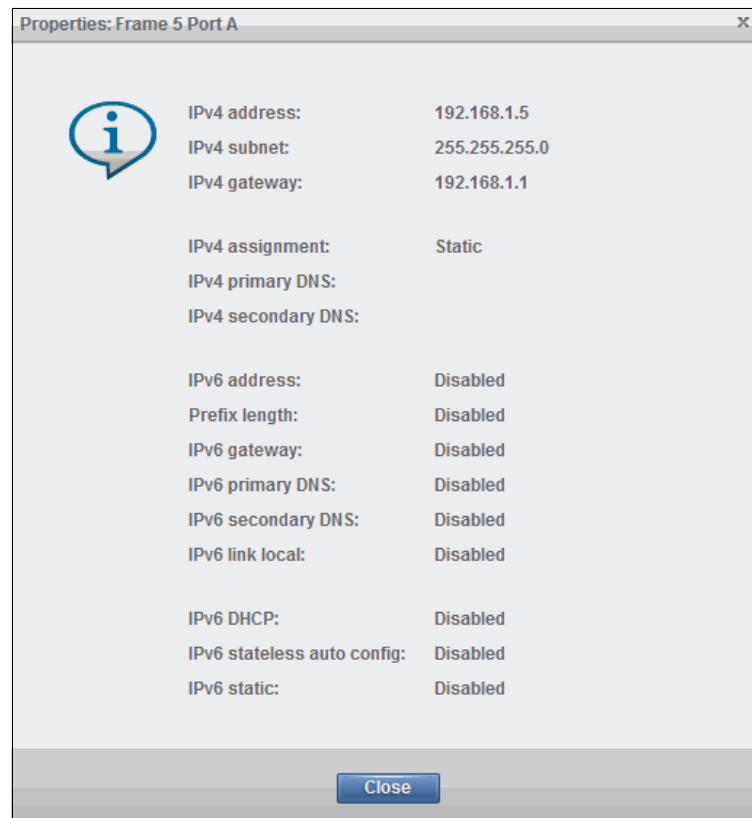 Properties: Frame 5 Port A x
IPv4 address: 192.168.1.5
IPv4 subnet: 255.255.255.0
IPv4 gateway: 192.168.1.1
IPv4 assignment: Static
IPv4 primary DNS:
IPv4 secondary DNS:
IPv6 address: Disabled
Prefix length: Disabled
IPv6 gateway: Disabled
IPv6 primary DNS: Disabled
IPv6 secondary DNS: Disabled
IPv6 link local: Disabled
IPv6 DHCP: Disabled
IPv6 stateless auto config: Disabled
IPv6 static: Disabled
Close